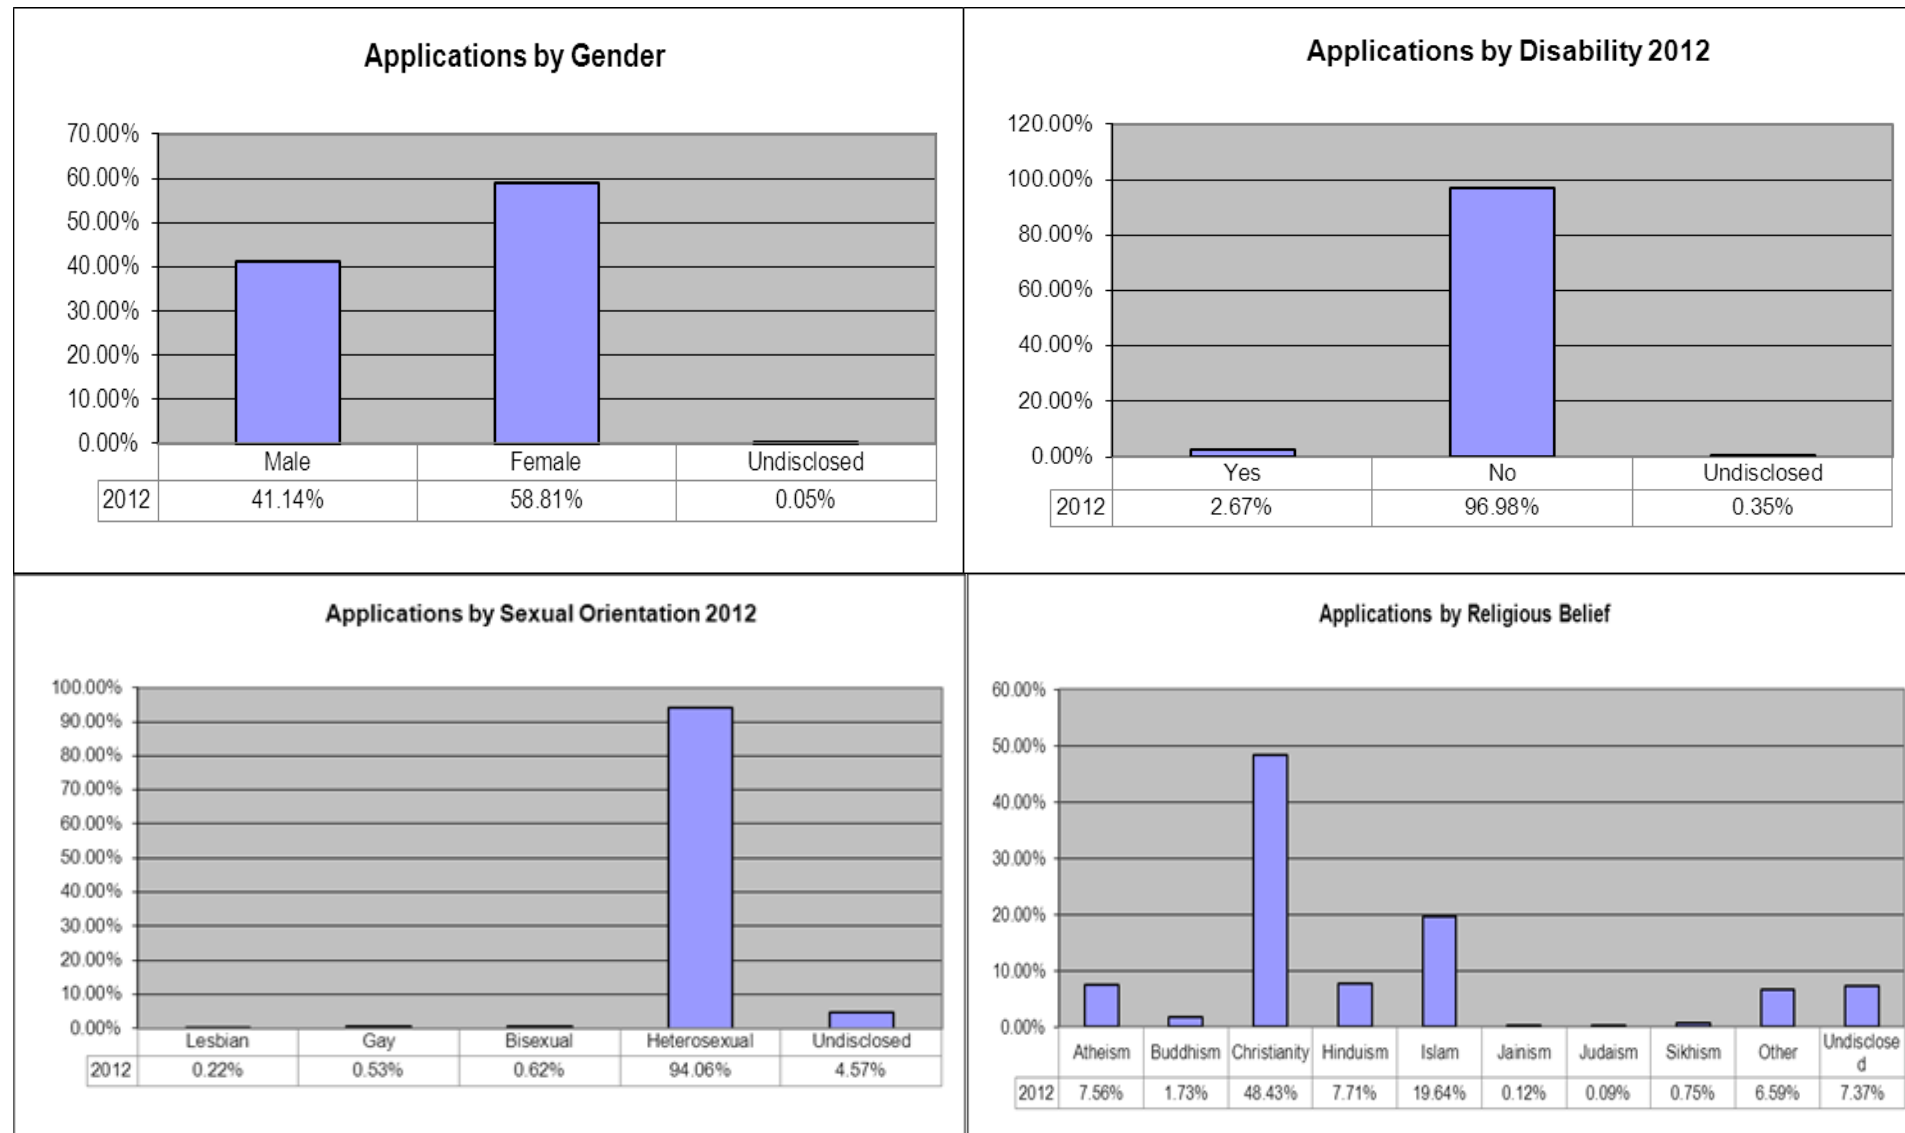 Applications by Gender
70.00%
60.00%
50.00%
40.00%
30.00%
20.00%
10.00%
0.00%
Male Female Undisclosed
2012 41.14% 58.81% 0.05%
Applications by Disability 2012
120.00%
100.00%
80.00%
60.00%
40.00%
20.00%
0.00%
Yes No Undisclosed
2012 2.67% 96.98% 0.35%
Applications by Sexual Orientation 2012
100.00%
90.00%
80.00%
70.00%
60.00%
50.00%
40.00%
30.00%
20.00%
10.00%
0.00%
Lesbian Gay Bisexual Heterosexual Undisclosed
2012 0.22% 0.53% 0.62% 94.06% 4.57%
Applications by Religious Belief
60.00%
50.00%
40.00%
30.00%
20.00%
10.00%
0.00%
Atheism Buddhism Christianity Hinduism Islam Jainism Judaism Sikhism Other Undisclose
d
2012 7.56% 1.73% 48.43% 7.71% 19.64% 0.12% 0.09% 0.75% 6.59% 7.37%